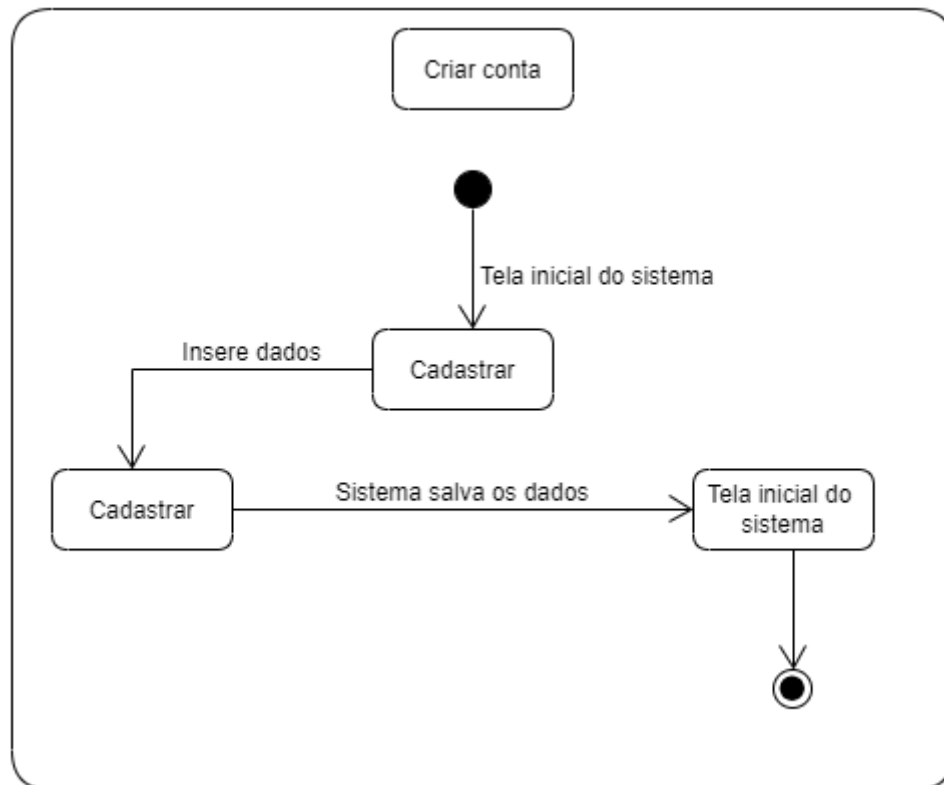 Criar conta
Tela inicial do sistema
Insere dados
Cadastrar
Cadastrar
Sistema salva os dados
Tela inicial do
sistema